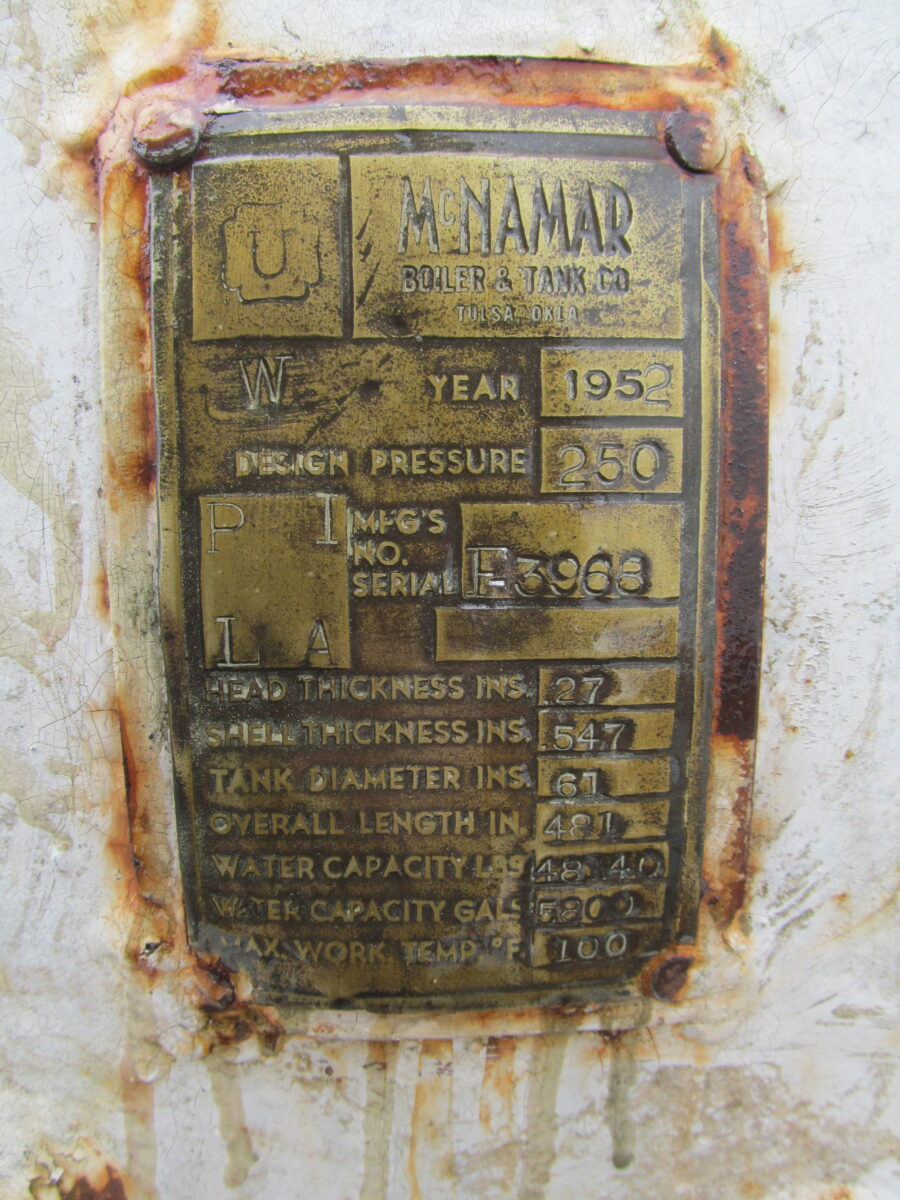 U
McNAMAR
BOILER & TANK CO
TULSA, OKLA.
W YEAR 1952
DESIGN PRESSURE 250
P I
MFG'S
NO.
SERIAL F-3968
L A
HEAD THICKNESS INS. .27
SHELL THICKNESS INS. .547
TANK DIAMETER INS. 61
OVERALL LENGTH IN. 481
WATER CAPACITY LBS
WATER CAPACITY GALS 5800
MAX. WORK. TEMP. °F. 100